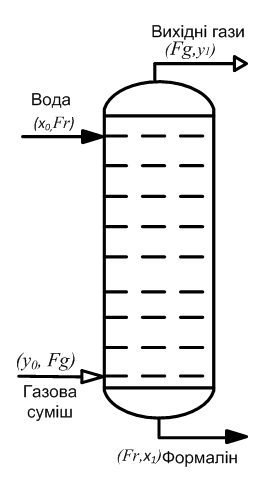 Вихідні гази
(Fg,y₁)
Вода
(x₀,Fr)
(y₀, Fg)
Газова
суміш
(Fr,x₁)Формалін